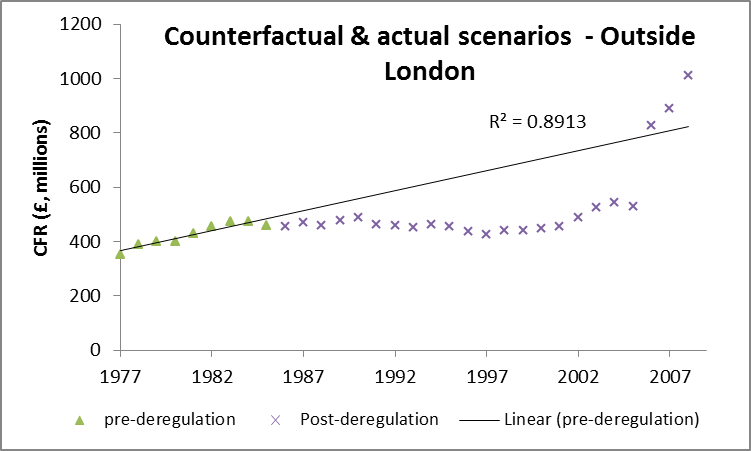 Counterfactual & actual scenarios - Outside
London
R² = 0.8913
CFR (£, millions)
1200
1000
800
600
400
200
0
1977 1982 1987 1992 1997 2002 2007
pre-deregulation Post-deregulation Linear (pre-deregulation)